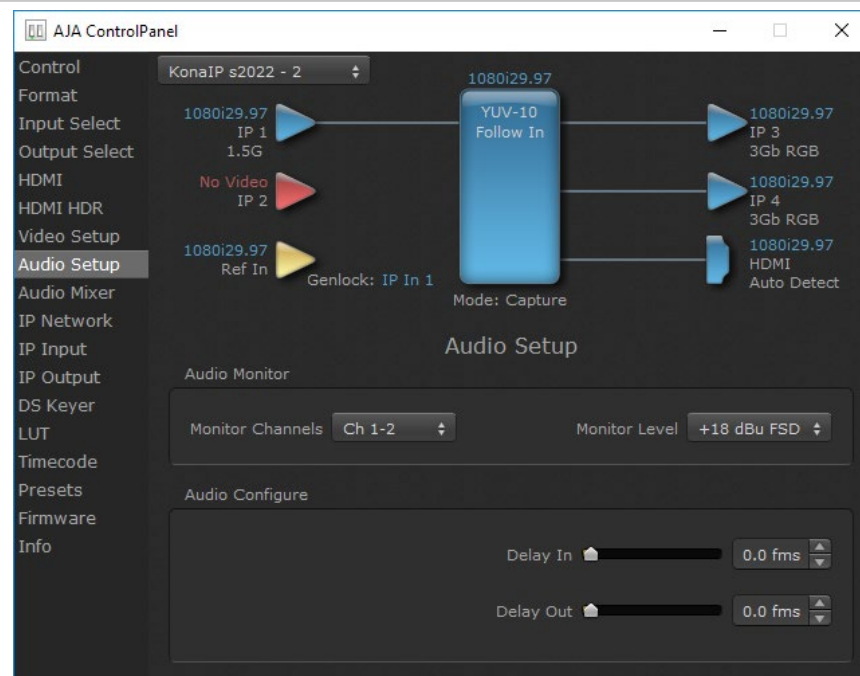 AJA ControlPanel
Control
Format
Input Select
Output Select
HDMI
HDMI HDR
Video Setup
Audio Setup
Audio Mixer
IP Network
IP Input
IP Output
DS Keyer
LUT
Timecode
Presets
Firmware
Info
KonaIP s2022 - 2
1080i29.97
IP 1
1.5G
No Video
IP 2
1080i29.97
Ref In
Genlock: IP In 1
1080i29.97
YUV-10
Follow In
Mode: Capture
1080i29.97
IP 3
3Gb RGB
1080i29.97
IP 4
3Gb RGB
1080i29.97
HDMI
Auto Detect
Audio Setup
Audio Monitor
Monitor Channels Ch 1-2
Monitor Level +18 dBu FSD
Audio Configure
Delay In 0.0 fms
Delay Out 0.0 fms